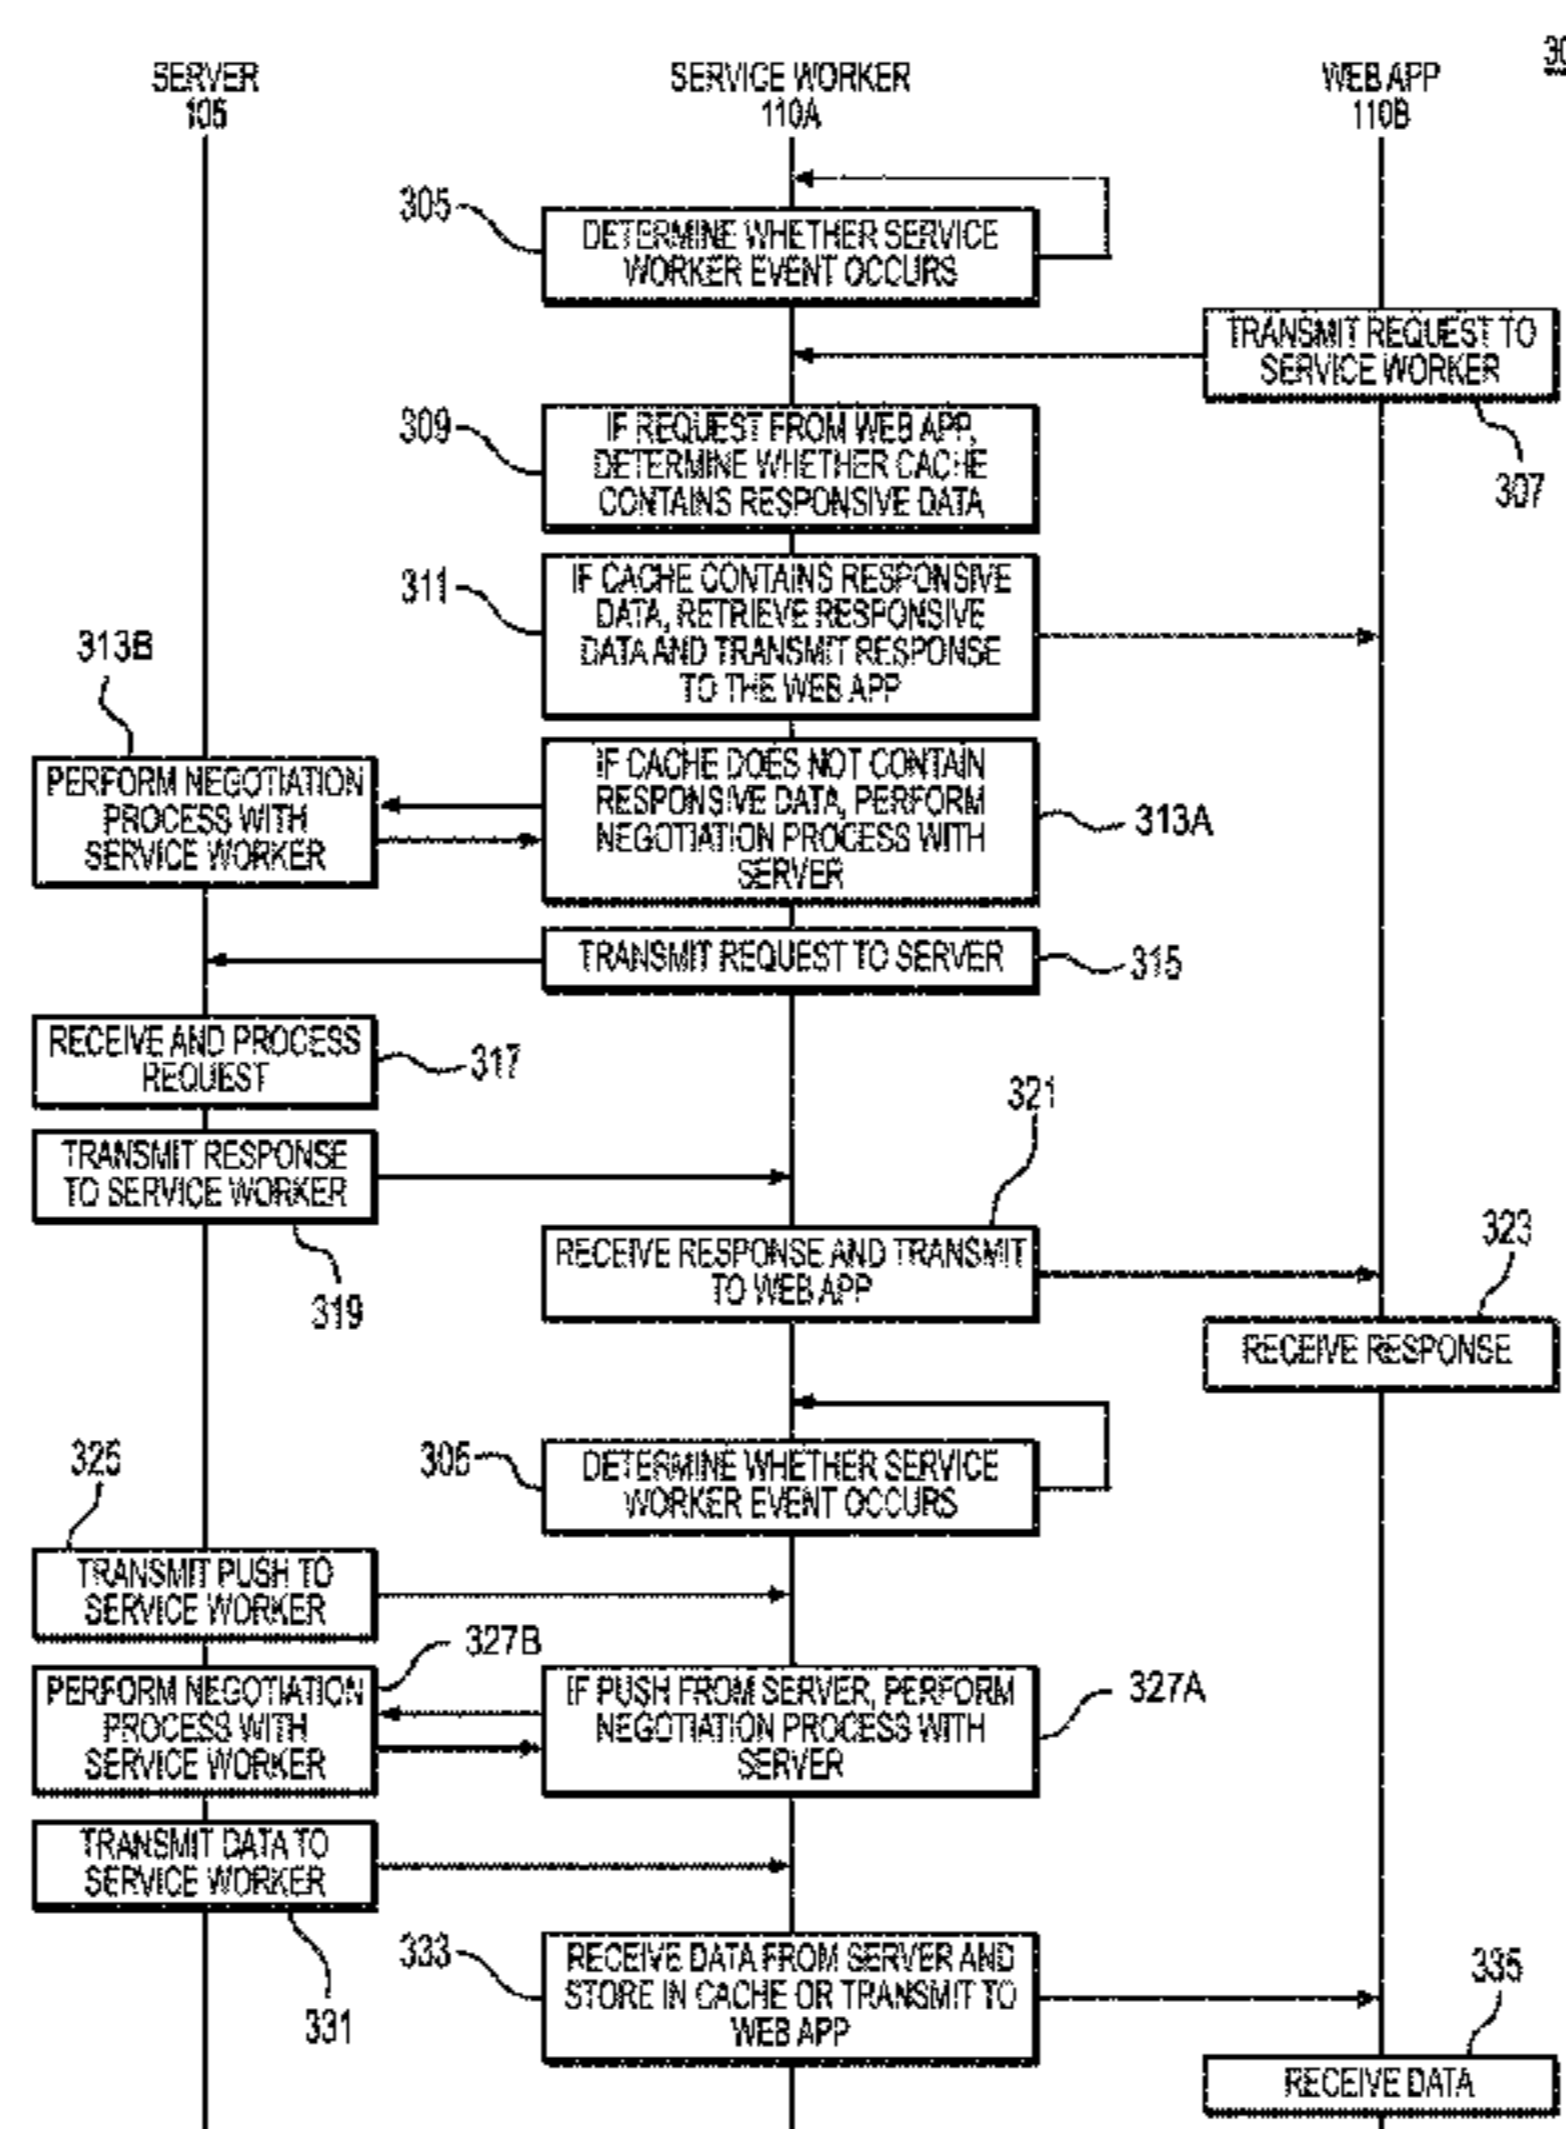 SERVER
105
SERVICE WORKER
110A
WEB APP
110B
30
305
DETERMINE WHETHER SERVICE
WORKER EVENT OCCURS
TRANSMIT REQUEST TO
SERVICE WORKER
307
309
IF REQUEST FROM WEB APP,
DETERMINE WHETHER CACHE
CONTAINS RESPONSIVE DATA
311
IF CACHE CONTAINS RESPONSIVE
DATA, RETRIEVE RESPONSIVE
DATA AND TRANSMIT RESPONSE
TO THE WEB APP
313B
PERFORM NEGOTIATION
PROCESS WITH
SERVICE WORKER
IF CACHE DOES NOT CONTAIN
RESPONSIVE DATA, PERFORM
NEGOTIATION PROCESS WITH
SERVER
313A
TRANSMIT REQUEST TO SERVER
315
RECEIVE AND PROCESS
REQUEST
317
TRANSMIT RESPONSE
TO SERVICE WORKER
319
321
RECEIVE RESPONSE AND TRANSMIT
TO WEB APP
323
RECEIVE RESPONSE
305
DETERMINE WHETHER SERVICE
WORKER EVENT OCCURS
325
TRANSMIT PUSH TO
SERVICE WORKER
327B
PERFORM NEGOTIATION
PROCESS WITH
SERVICE WORKER
IF PUSH FROM SERVER, PERFORM
NEGOTIATION PROCESS WITH
SERVER
327A
TRANSMIT DATA TO
SERVICE WORKER
331
333
RECEIVE DATA FROM SERVER AND
STORE IN CACHE OR TRANSMIT TO
WEB APP
335
RECEIVE DATA